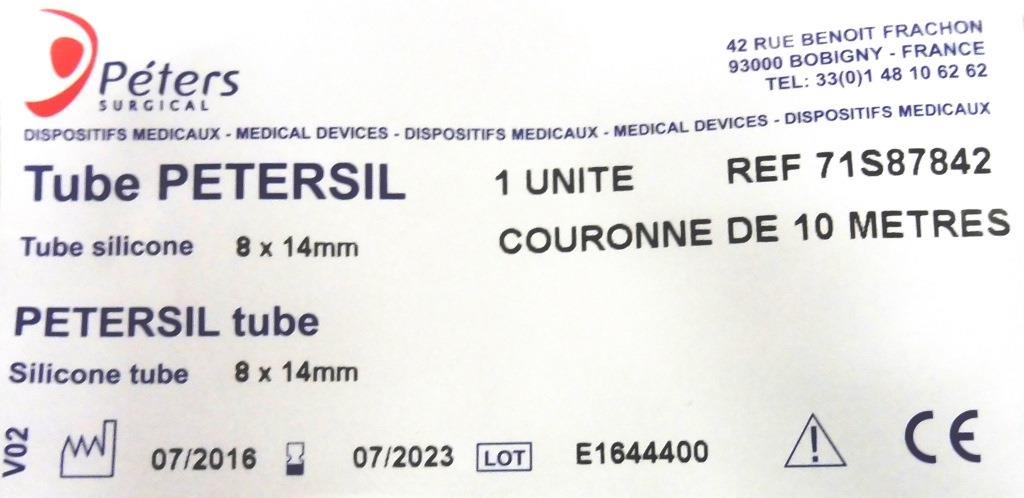 Péters
SURGICAL
42 RUE BENOIT FRACHON
93000 BOBIGNY - FRANCE
TEL: 33(0)1 48 10 62 62
DISPOSITIFS MEDICAUX - MEDICAL DEVICES - DISPOSITIFS MEDICAUX - MEDICAL DEVICES - DISPOSITIFS MEDICAUX
Tube PETERSIL 1 UNITE REF 71S87842
Tube silicone 8 x 14mm COURONNE DE 10 METRES
PETERSIL tube
Silicone tube 8 x 14mm
V02 07/2016 07/2023 LOT E1644400 ! CE